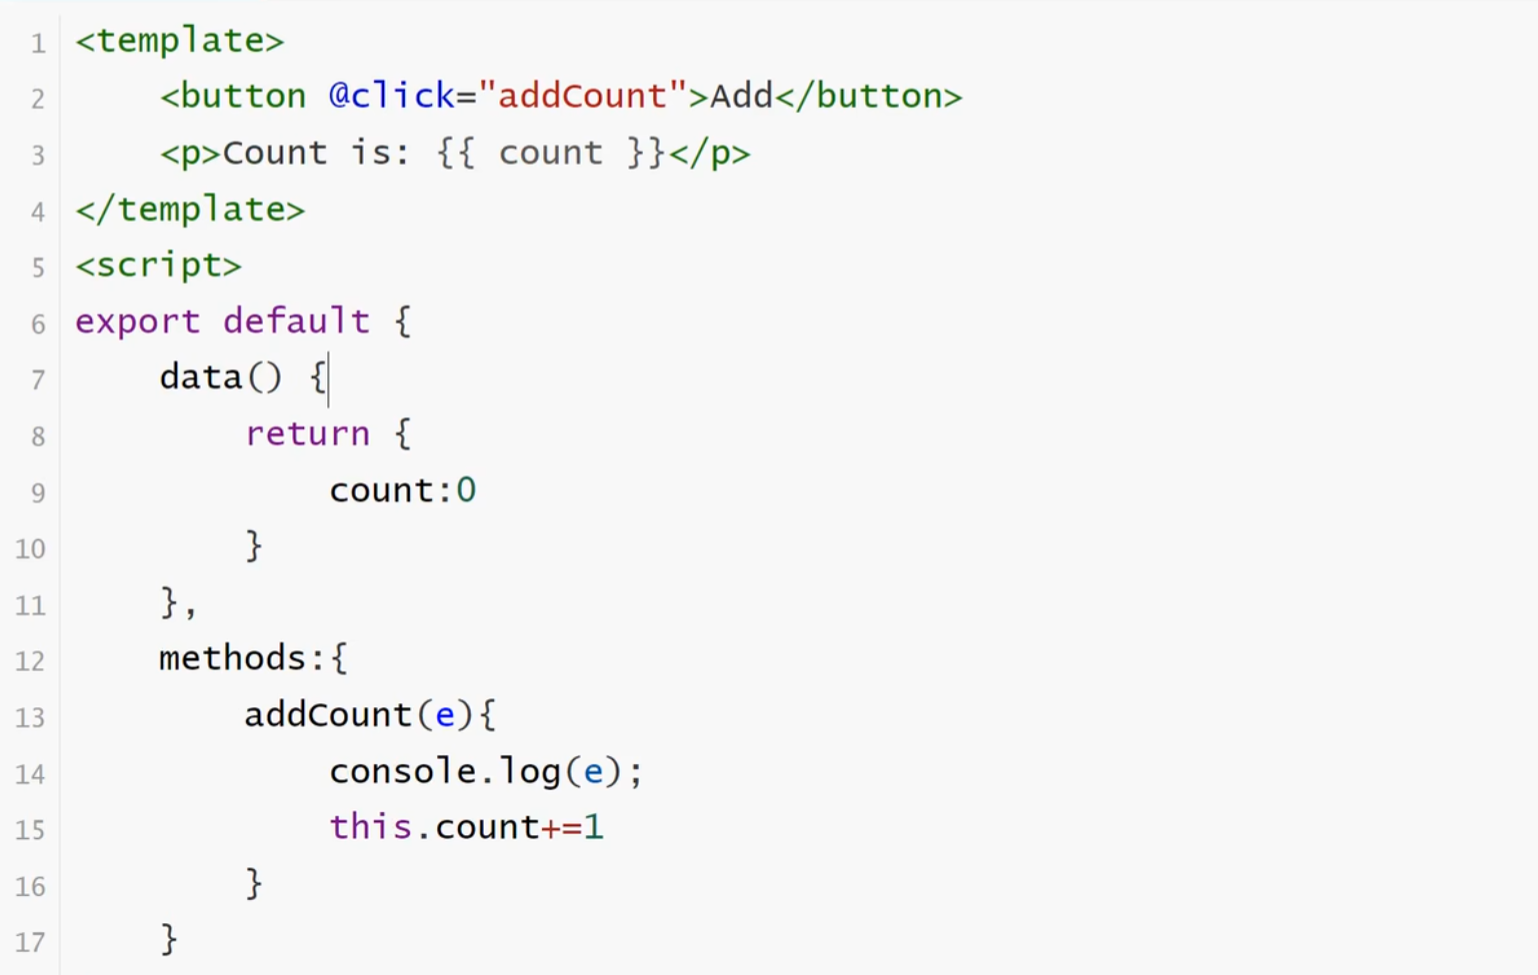 1 <template>
2 <button @click="addCount">Add</button>
3 <p>Count is: {{ count }}</p>
4 </template>
5 <script>
6 export default {
7 data() {
8 return {
9 count:0
10 }
11 },
12 methods:{
13 addCount(e){
14 console.log(e);
15 this.count+=1
16 }
17 }